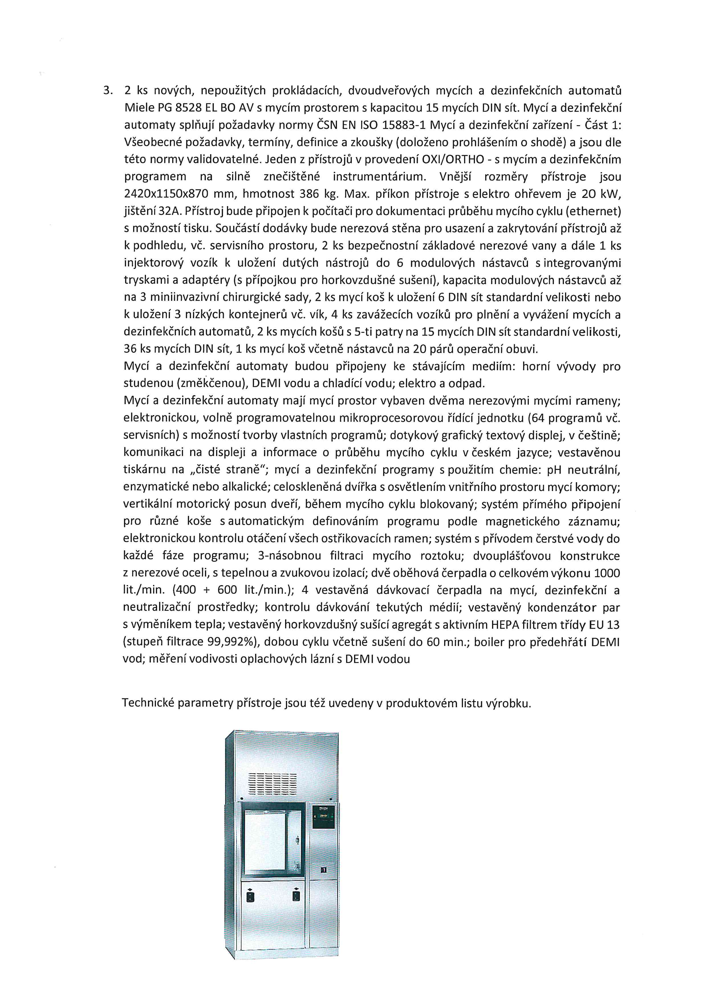 3. 2 ks nových, nepoužitých prokládacích, dvoudveřových mycích a dezinfekčních automatů
Miele PG 8528 EL BO AV s mycím prostorem s kapacitou 15 mycích DIN sít. Mycí a dezinfekční
automaty splňují požadavky normy ČSN EN ISO 15883-1 Mycí a dezinfekční zařízení - Část 1:
Všeobecné požadavky, termíny, definice a zkoušky (doloženo prohlášením o shodě) a jsou dle
této normy validovatelné. Jeden z přístrojů v provedení OXI/ORTHO - s mycím a dezinfekčním
programem na silně znečištěné instrumentárium. Vnější rozměry přístroje jsou
2420x1150x870 mm, hmotnost 386 kg. Max. příkon přístroje s elektro ohřevem je 20 kW,
jištění 32A. Přístroj bude připojen k počítači pro dokumentaci průběhu mycího cyklu (ethernet)
s možností tisku. Součástí dodávky bude nerezová stěna pro usazení a zakrytování přístrojů až
k podhledu, vč. servisního prostoru, 2 ks bezpečnostní základové nerezové vany a dále 1 ks
injektorový vozík k uložení dutých nástrojů do 6 modulových nástavců s integrovanými
tryskami a adaptéry (s přípojkou pro horkovzdušné sušení), kapacita modulových nástavců až
na 3 miniinvazivní chirurgické sady, 2 ks mycí koš k uložení 6 DIN sít standardní velikosti nebo
k uložení 3 nízkých kontejnerů vč. vík, 4 ks zavážecích vozíků pro plnění a vyvážení mycích a
dezinfekčních automatů, 2 ks mycích košů s 5-ti patry na 15 mycích DIN sít standardní velikosti,
36 ks mycích DIN sít, 1 ks mycí koš včetně nástavců na 20 párů operační obuvi.
Mycí a dezinfekční automaty budou připojeny ke stávajícím mediím: horní vývody pro
studenou (změkčenou), DEMI vodu a chladící vodu; elektro a odpad.
Mycí a dezinfekční automaty mají mycí prostor vybaven dvěma nerezovými mycími rameny;
elektronickou, volně programovatelnou mikroprocesorovou řídící jednotku (64 programů vč.
servisních) s možností tvorby vlastních programů; dotykový grafický textový displej, v češtině;
komunikaci na displeji a informace o průběhu mycího cyklu v českém jazyce; vestavěnou
tiskárnu na „čisté straně"; mycí a dezinfekční programy s použitím chemie: pH neutrální,
enzymatické nebo alkalické; celoskleněná dvířka s osvětlením vnitřního prostoru mycí komory;
vertikální motorický posun dveří, během mycího cyklu blokovaný; systém přímého připojení
pro různé koše s automatickým definováním programu podle magnetického záznamu;
elektronickou kontrolu otáčení všech ostřikovacích ramen; systém s přívodem čerstvé vody do
každé fáze programu; 3-násobnou filtraci mycího roztoku; dvouplášťovou konstrukce
z nerezové oceli, s tepelnou a zvukovou izolací; dvě oběhová čerpadla o celkovém výkonu 1000
lit./min. (400 + 600 lit./min.); 4 vestavěná dávkovací čerpadla na mycí, dezinfekční a
neutralizační prostředky; kontrolu dávkování tekutých médií; vestavěný kondenzátor par
s výměníkem tepla; vestavěný horkovzdušný sušící agregát s aktivním HEPA filtrem třídy EU 13
(stupeň filtrace 99,992%), dobou cyklu včetně sušení do 60 min.; boiler pro předehřátí DEMI
vod; měření vodivosti oplachových lázní s DEMI vodou
Technické parametry přístroje jsou též uvedeny v produktovém listu výrobku.